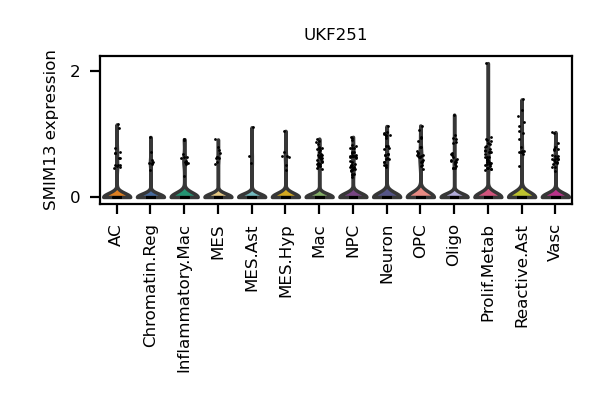 UKF251
SMIM13 expression
2
0
AC
Chromatin.Reg
Inflammatory.Mac
MES
MES.Ast
MES.Hyp
Mac
NPC
Neuron
OPC
Oligo
Prolif.Metab
Reactive.Ast
Vasc